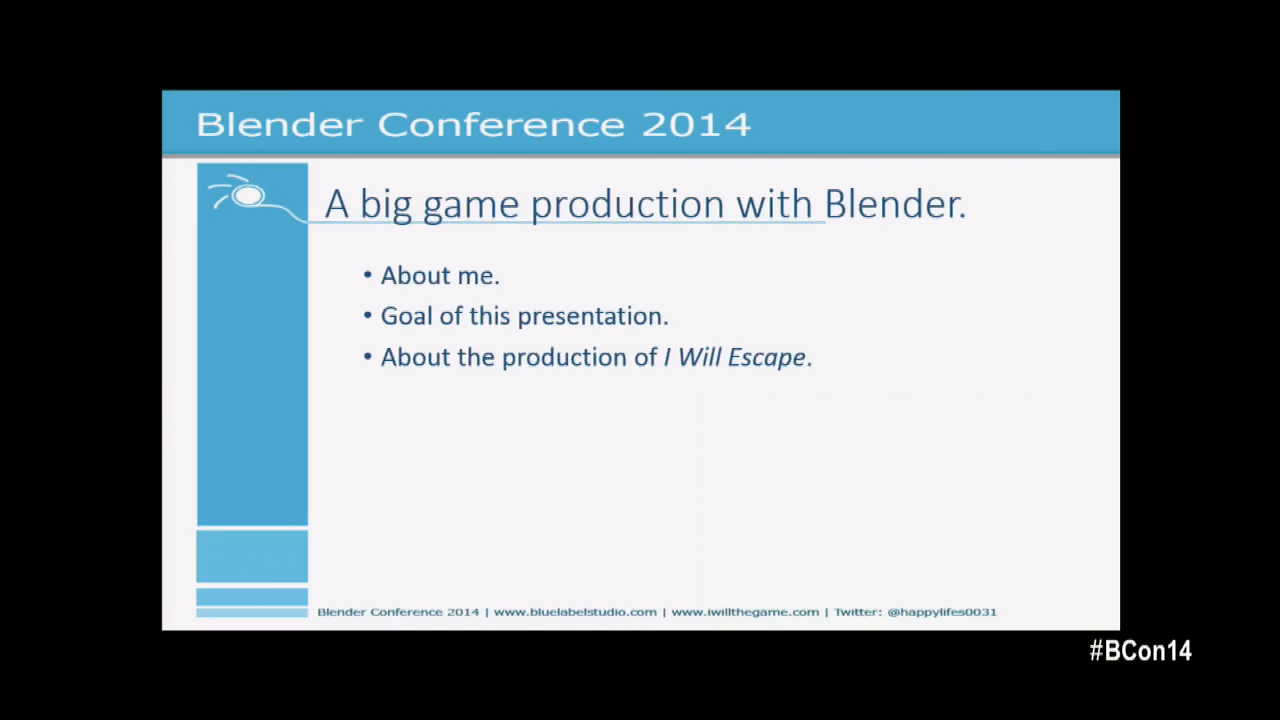 Blender Conference 2014
A big game production with Blender.
• About me.
• Goal of this presentation.
• About the production of I Will Escape.
Blender Conference 2014 | www.bluelabelstudio.com | www.iwillthegame.com | Twitter: @happylifes0031
#BCon14